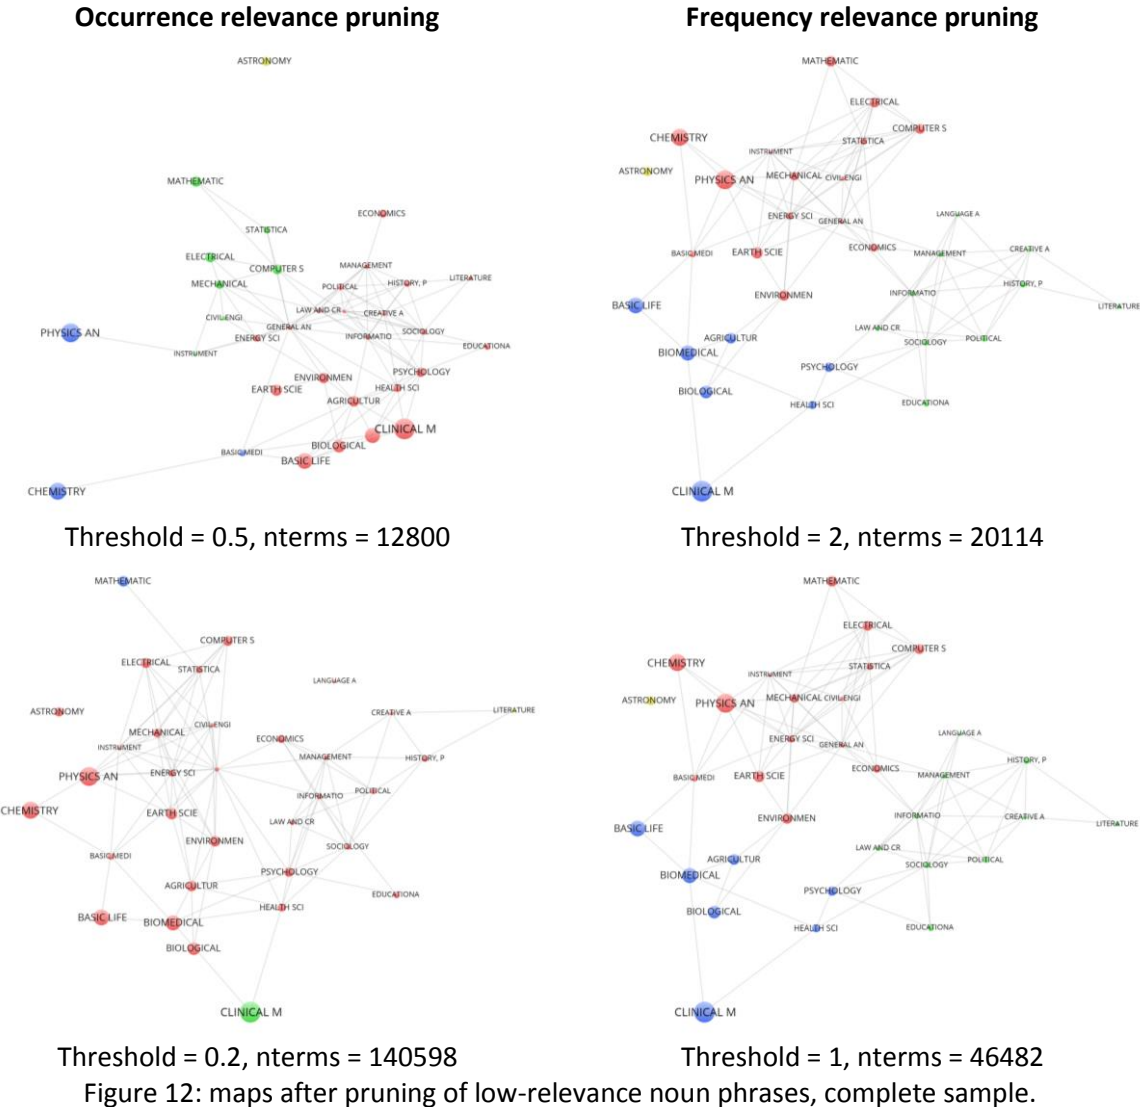 Occurrence relevance pruning
Frequency relevance pruning
ASTRONOMY
MATHEMATIC
ECONOMICS
STATISTICA
ELECTRICAL
COMPUTER S
MANAGEMENT
MECHANICAL
POLITICAL
HISTORY, P
LITERATURE
LAW AND CR
CREATIVE A
CIVIL ENGI
GENERAL AN
PHYSICS AN
ENERGY SCI
INFORMATIO
SOCIOLOGY
EDUCATIONA
INSTRUMENT
PSYCHOLOGY
ENVIRONMEN
EARTH SCIE
HEALTH SCI
AGRICULTUR
CLINICAL M
BIOLOGICAL
BASIC MEDI
BASIC LIFE
CHEMISTRY
Threshold = 0.5, nterms = 12800
MATHEMATIC
ELECTRICAL
COMPUTER S
CHEMISTRY
STATISTICA
INSTRUMENT
ASTRONOMY
PHYSICS AN
MECHANICAL
CIVIL ENGI
ENERGY SCI
GENERAL AN
LANGUAGE A
BASIC MEDI
EARTH SCIE
ECONOMICS
MANAGEMENT
CREATIVE A
HISTORY, P
ENVIRONMEN
INFORMATIO
BASIC LIFE
LITERATURE
LAW AND CR
AGRICULTUR
SOCIOLOGY
POLITICAL
BIOMEDICAL
PSYCHOLOGY
BIOLOGICAL
HEALTH SCI
EDUCATIONA
CLINICAL M
Threshold = 2, nterms = 20114
MATHEMATIC
COMPUTER S
ELECTRICAL
STATISTICA
LANGUAGE A
ASTRONOMY
CREATIVE A
LITERATURE
CIVIL ENGI
MECHANICAL
ECONOMICS
INSTRUMENT
MANAGEMENT
HISTORY, P
PHYSICS AN
ENERGY SCI
POLITICAL
INFORMATIO
CHEMISTRY
EARTH SCIE
LAW AND CR
ENVIRONMEN
SOCIOLOGY
BASIC MEDI
PSYCHOLOGY
AGRICULTUR
EDUCATIONA
HEALTH SCI
BASIC LIFE
BIOMEDICAL
BIOLOGICAL
CLINICAL M
Threshold = 0.2, nterms = 140598
MATHEMATIC
ELECTRICAL
COMPUTER S
CHEMISTRY
STATISTICA
INSTRUMENT
ASTRONOMY
PHYSICS AN
MECHANICAL
CIVIL ENGI
ENERGY SCI
GENERAL AN
LANGUAGE A
HISTORY, P
ECONOMICS
BASIC MEDI
EARTH SCIE
MANAGEMENT
ENVIRONMEN
INFORMATIO
CREATIVE A
LITERATURE
BASIC LIFE
LAW AND CR
AGRICULTUR
POLITICAL
SOCIOLOGY
BIOMEDICAL
PSYCHOLOGY
BIOLOGICAL
HEALTH SCI
EDUCATIONA
CLINICAL M
Threshold = 1, nterms = 46482
Figure 12: maps after pruning of low-relevance noun phrases, complete sample.